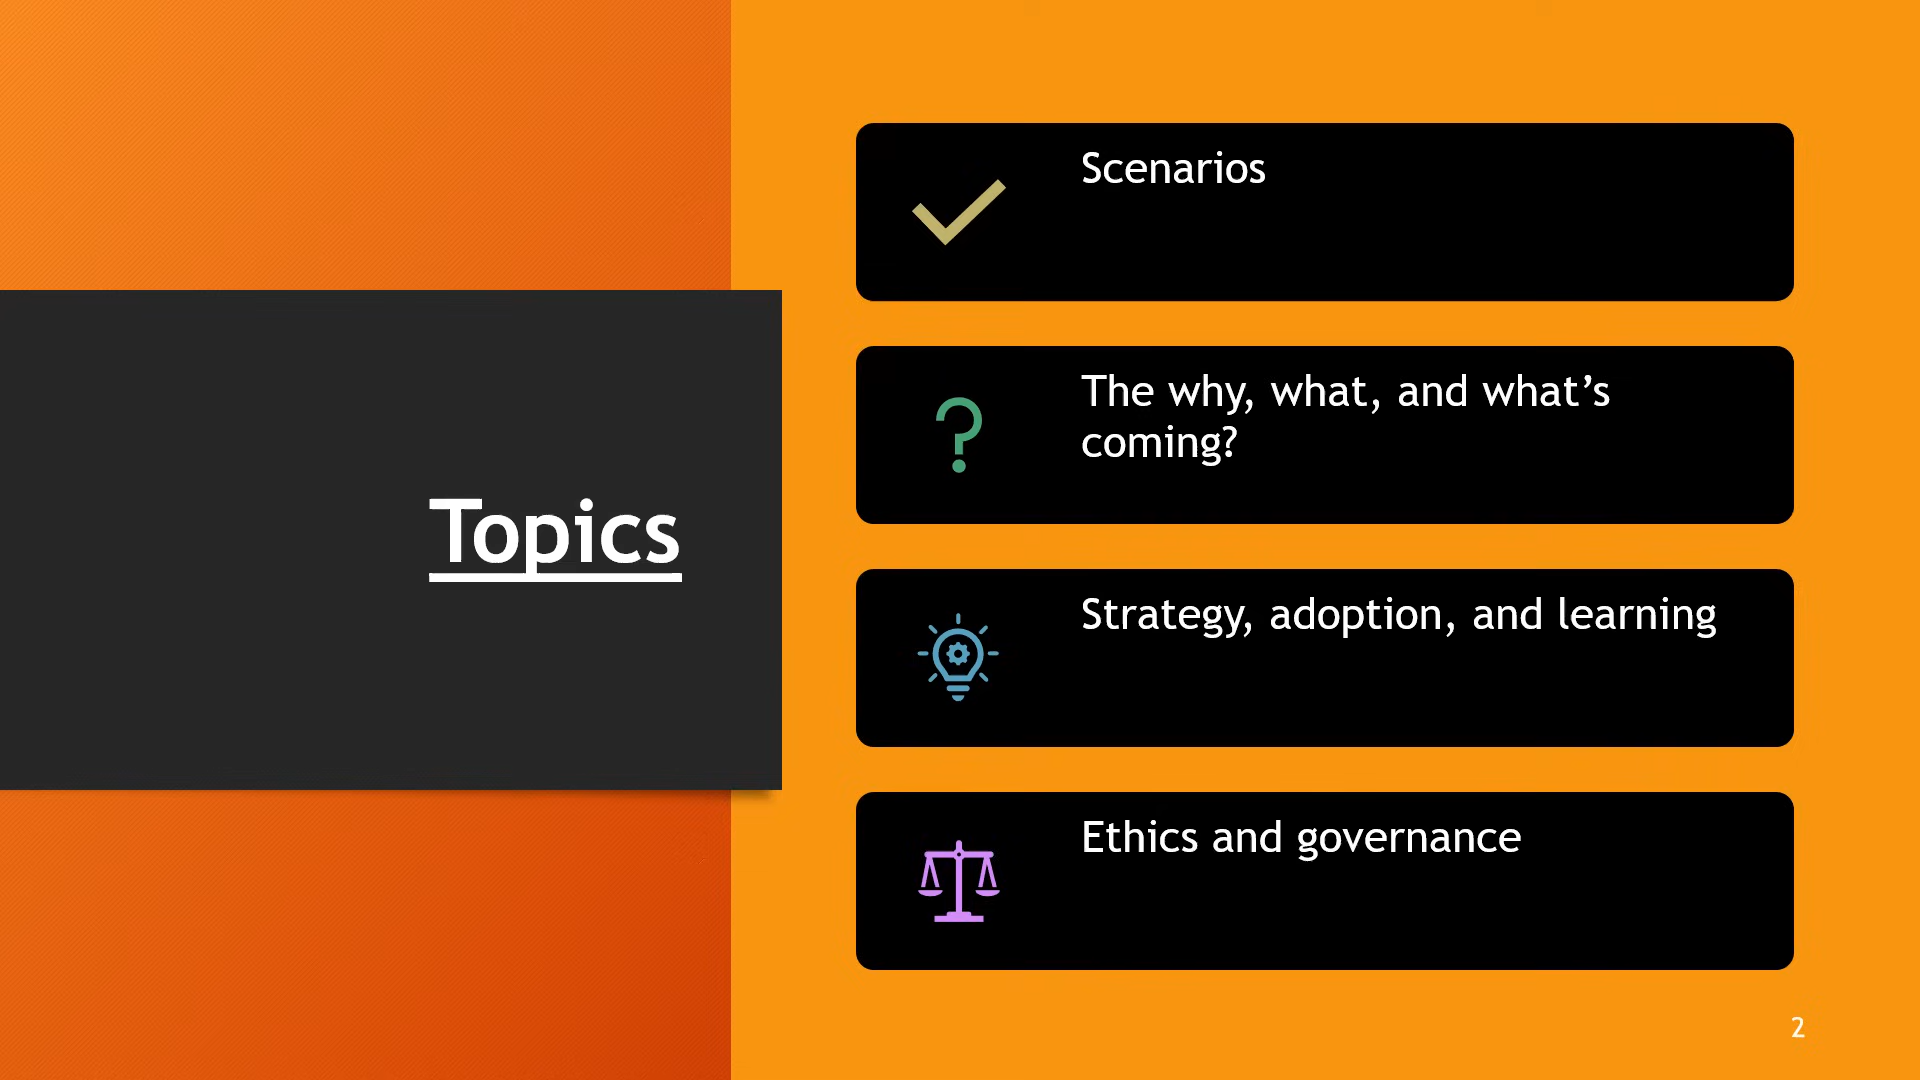 Topics
Scenarios
The why, what, and what’s
coming?
Strategy, adoption, and learning
Ethics and governance
2